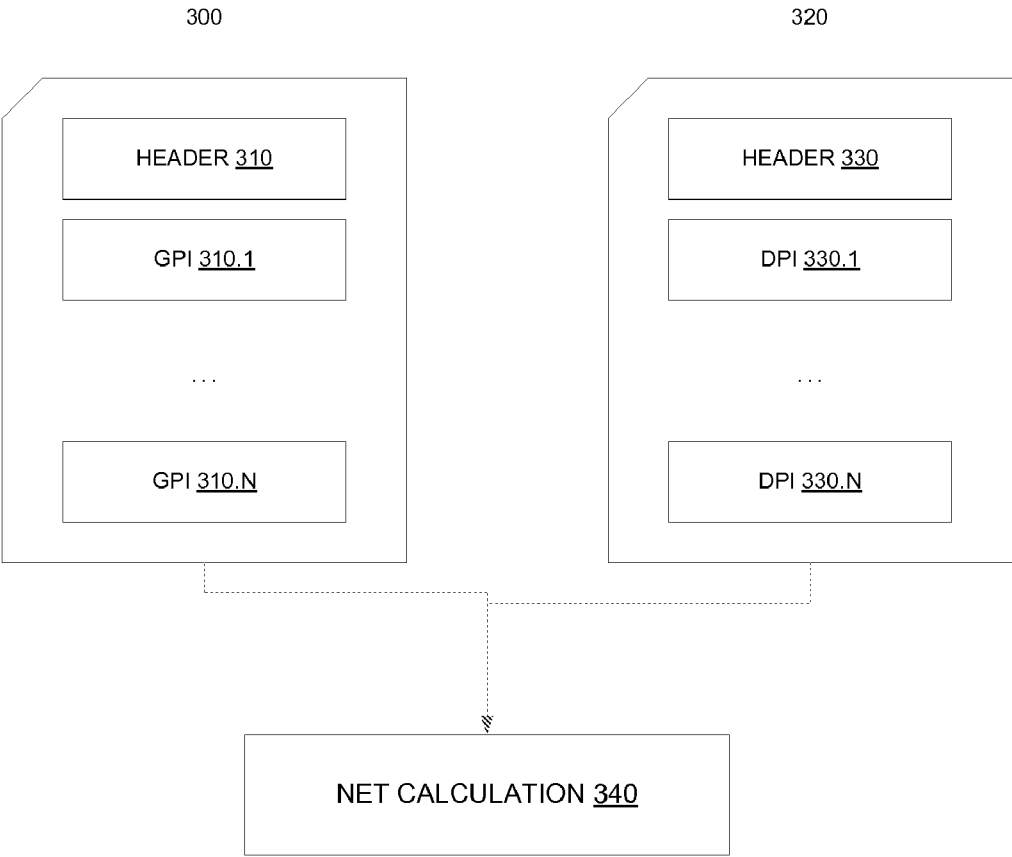 300
320
HEADER 310
HEADER 330
GPI 310.1
DPI 330.1
...
...
GPI 310.N
DPI 330.N
NET CALCULATION 340